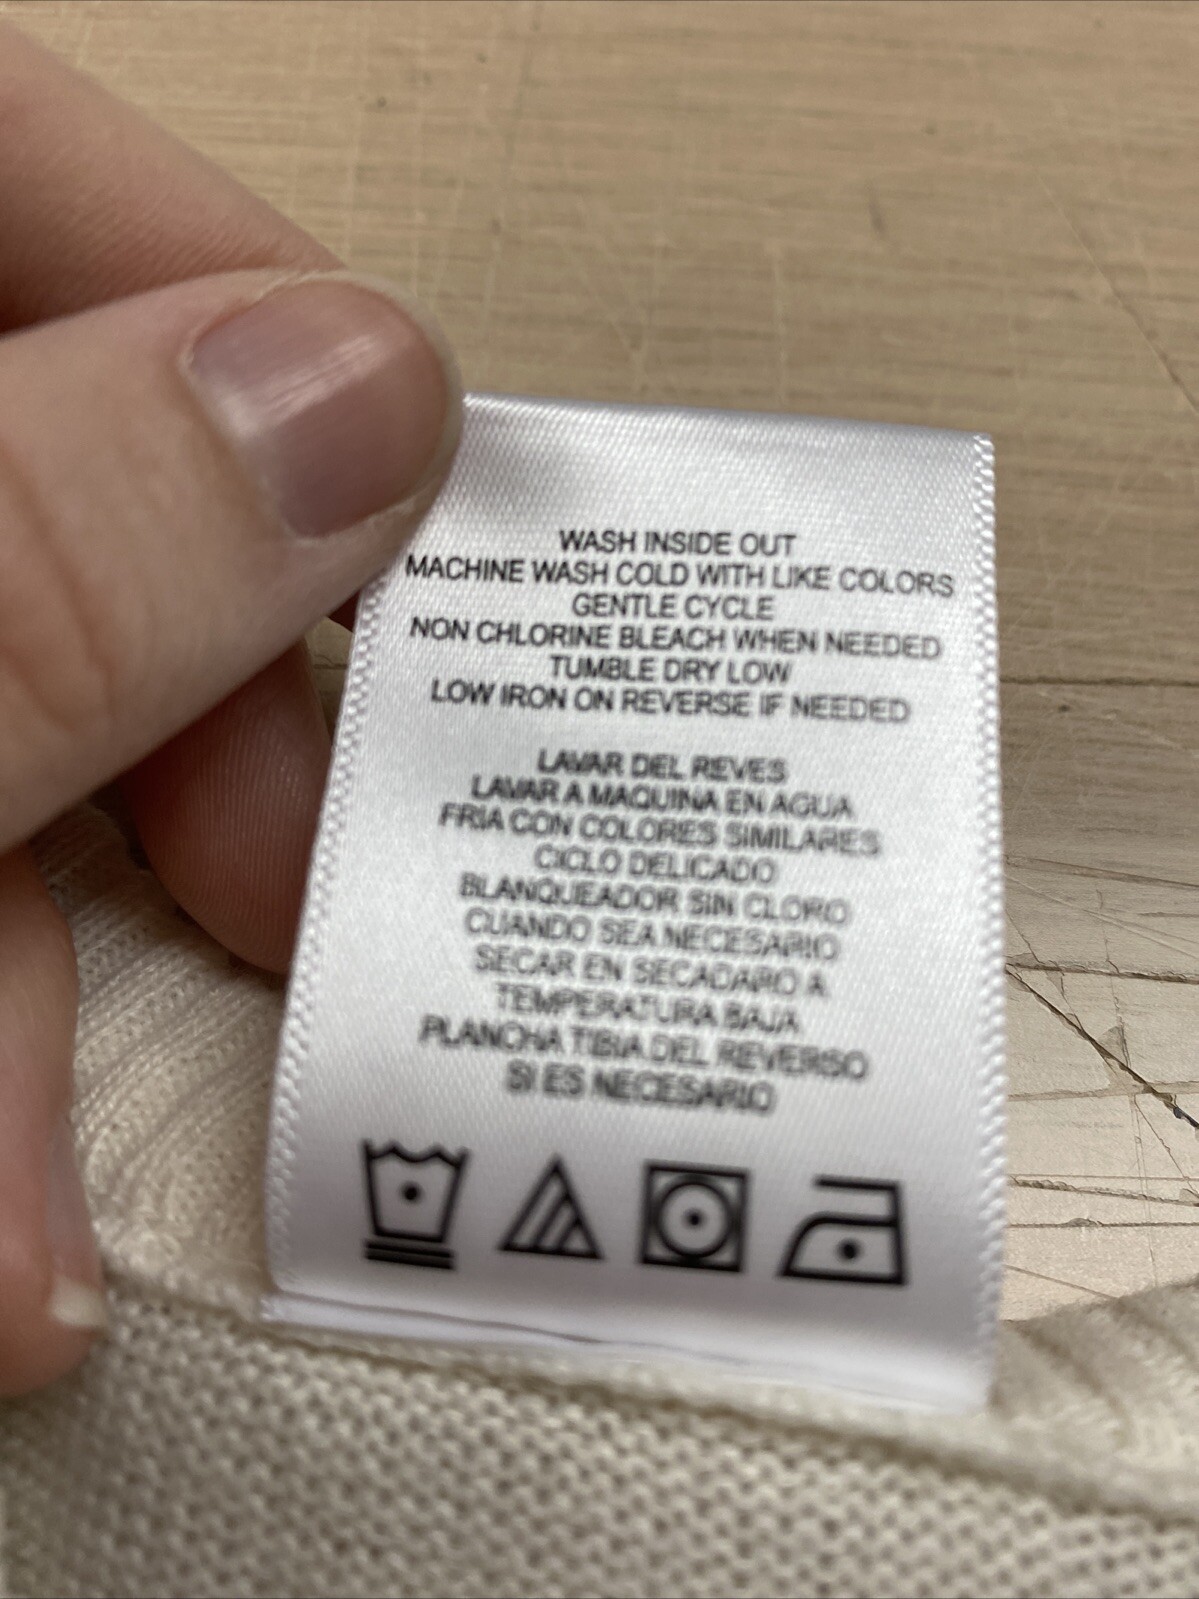 WASH INSIDE OUT
MACHINE WASH COLD WITH LIKE COLORS
GENTLE CYCLE
NON CHLORINE BLEACH WHEN NEEDED
TUMBLE DRY LOW
LOW IRON ON REVERSE IF NEEDED
LAVAR DEL REVES
LAVAR A MAQUINA EN AGUA
FRIA CON COLORES SIMILARES
CICLO DELICADO
BLANQUEADOR SIN CLORO
CUANDO SEA NECESARIO
SECAR EN SECADARO A
TEMPERATURA BAJA
PLANCHA TIBIA DEL REVERSO
SI ES NECESARIO